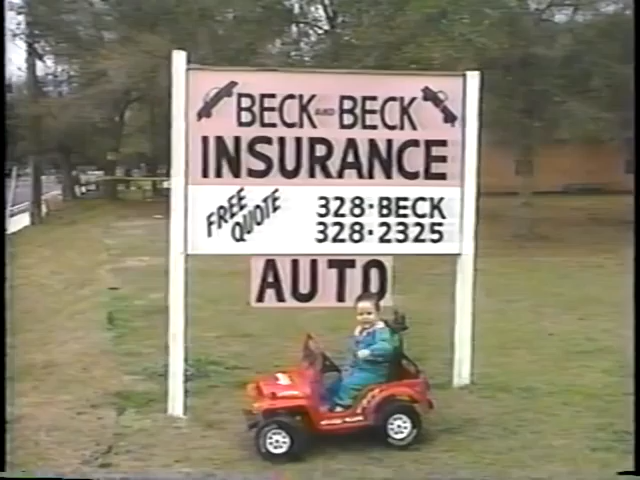 BECK AND BECK
INSURANCE
FREE QUOTE
328·BECK
328·2325
AUTO